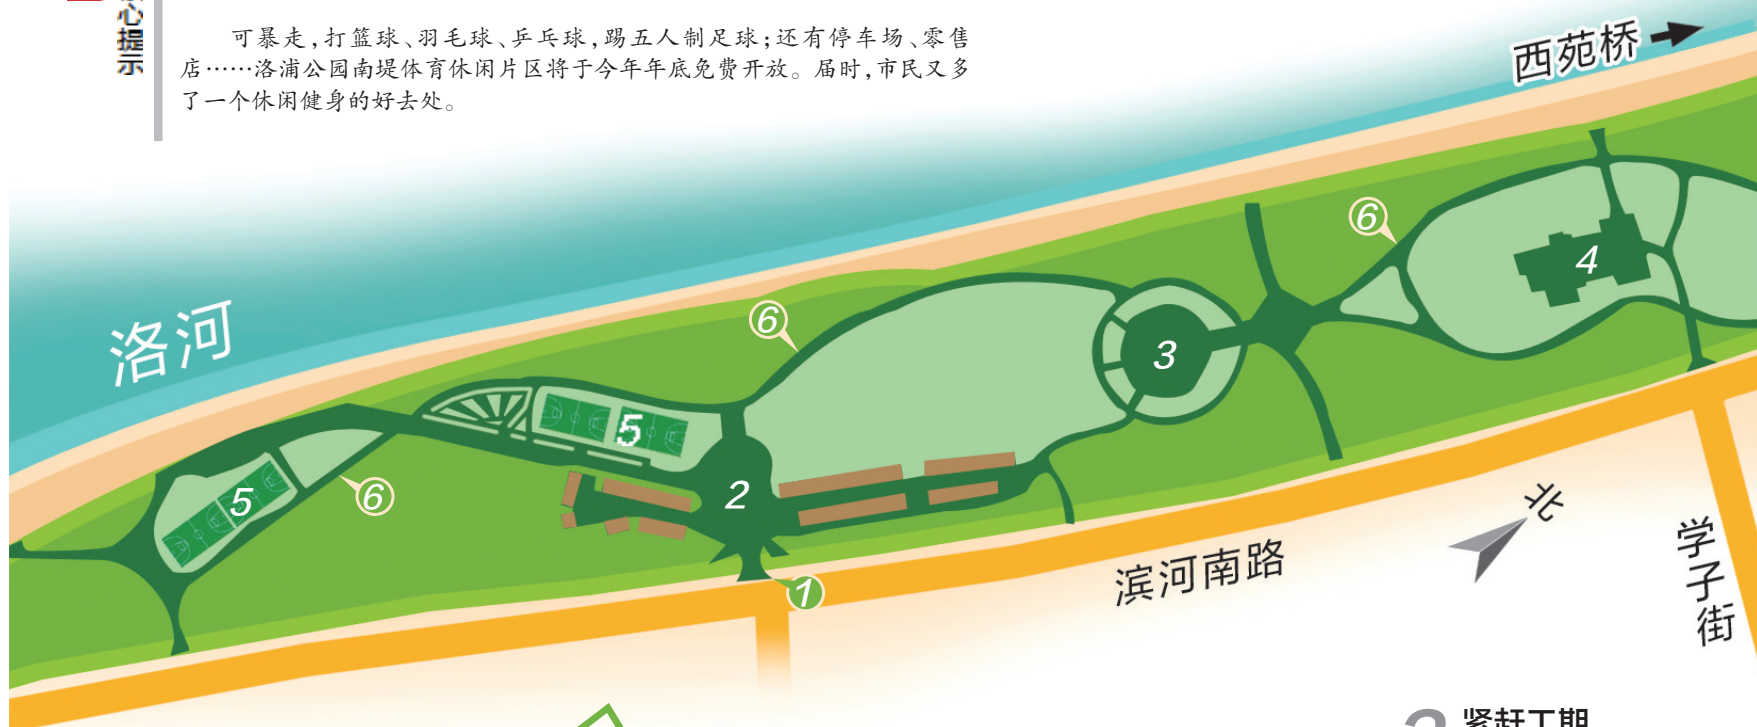 心提示
可暴走，打篮球、羽毛球、乒乓球，踢五人制足球；还有停车场、零售
店……洛浦公园南堤体育休闲片区将于今年年底免费开放。届时，市民又多
了一个休闲健身的好去处。
西苑桥
洛河
6
6
4
3
5
2
5
6
1
北
滨河南路
学子街
紧赶工期